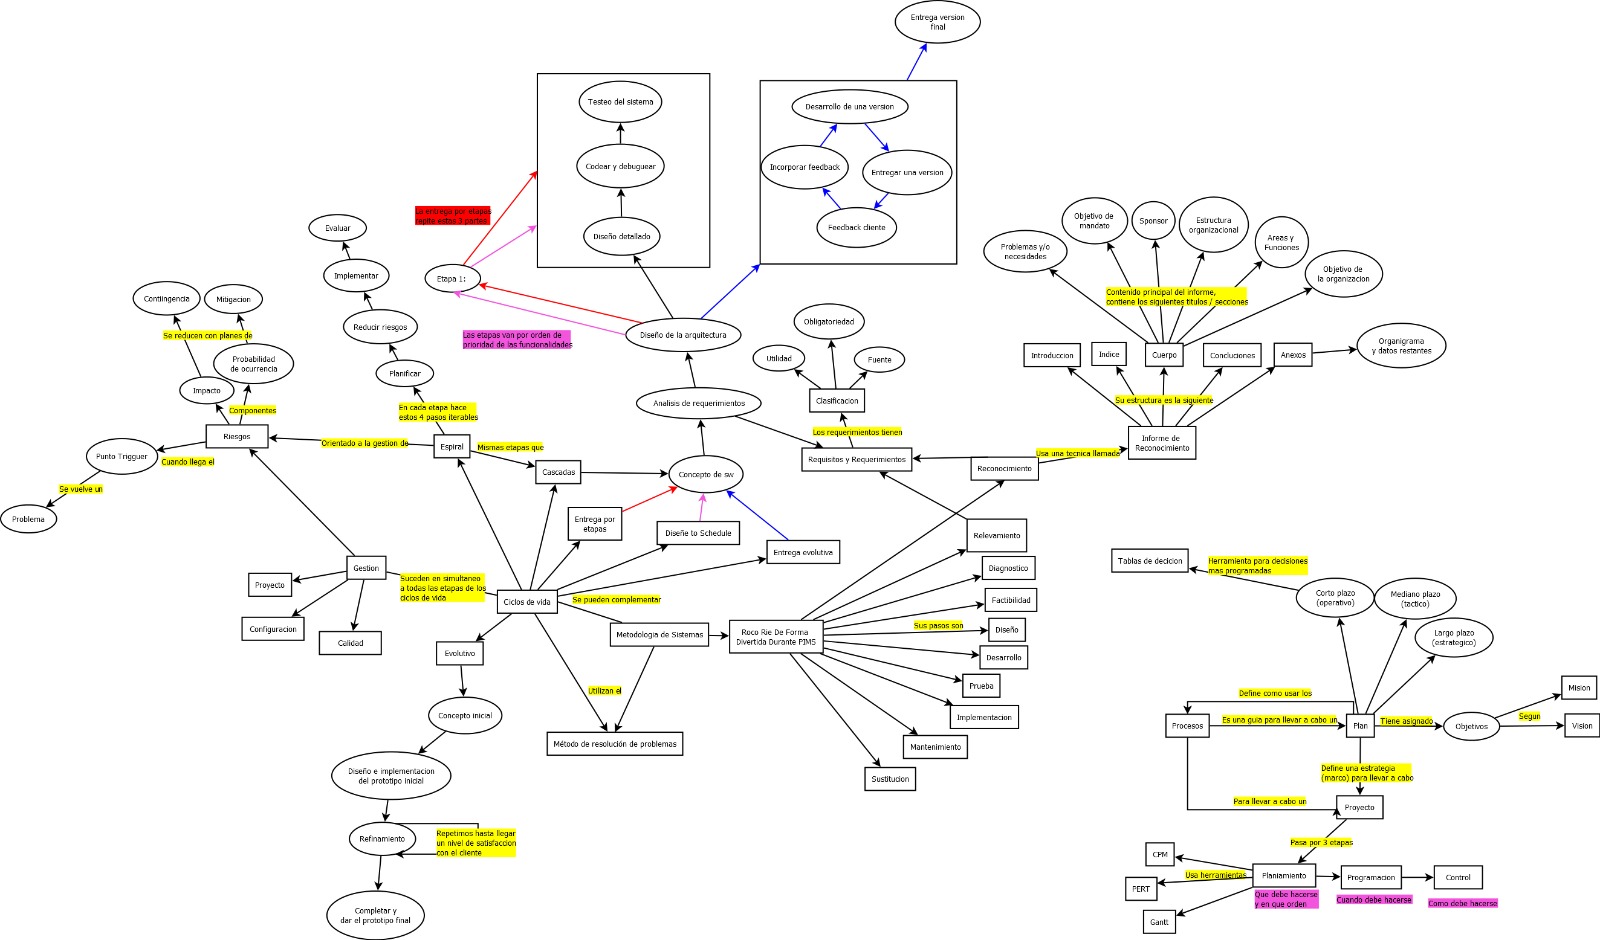 Entrega version
final
Testeo del sistema
Codear y debuguear
Diseño detallado
Desarrollo de una version
Incorporar feedback
Entregar una version
Feedback cliente
La entrega por etapas
repite estas 3 partes
Etapa 1:
Las etapas van por orden de
prioridad de las funcionalidades
Diseño de la arquitectura
Analisis de requerimientos
Concepto de sw
Evaluar
Implementar
Reducir riesgos
Planificar
En cada etapa hace
estos 4 pasos iterables
Contiingencia
Mitigacion
Se reducen con planes de
Probabilidad
de ocurrencia
Impacto
Componentes
Riesgos
Orientado a la gestion de
Espiral
Mismas etapas que
Cascadas
Punto Trigguer
Cuando llega el
Se vuelve un
Problema
Entrega por
etapas
Diseñe to Schedule
Entrega evolutiva
Gestion
Proyecto
Configuracion
Calidad
Suceden en simultaneo
a todas las etapas de los
ciclos de vida
Ciclos de vida
Se pueden complementar
Metodologia de Sistemas
Utilizan el
Método de resolución de problemas
Evolutivo
Concepto inicial
Diseño e implementacion
del prototipo inicial
Refinamiento
Repetimos hasta llegar
un nivel de satisfaccion
con el cliente
Completar y
dar el prototipo final
Obligatoriedad
Utilidad
Fuente
Clasificacion
Los requerimientos tienen
Requisitos y Requerimientos
Reconocimiento
Usa una tecnica llamada
Informe de
Reconocimiento
Su estructura es la siguiente
Introduccion
Indice
Cuerpo
Concluciones
Anexos
Organigrama
y datos restantes
Contenido principal del informe,
contiene los siguientes titulos / secciones
Problemas y/o
necesidades
Objetivo de
mandato
Sponsor
Estructura
organizacional
Areas y
Funciones
Objetivo de
la organizacion
Roco Rie De Forma
Divertida Durante PIMS
Sus pasos son
Relevamiento
Diagnostico
Factibilidad
Diseño
Desarrollo
Prueba
Implementacion
Mantenimiento
Sustitucion
Tablas de decicion
Herramienta para decisiones
mas programadas
Corto plazo
(operativo)
Mediano plazo
(tactico)
Largo plazo
(estrategico)
Define como usar los
Procesos
Es una guia para llevar a cabo un
Plan
Tiene asignado
Objetivos
Segun
Mision
Vision
Define una estrategia
(marco) para llevar a cabo
Para llevar a cabo un
Proyecto
Pasa por 3 etapas
CPM
PERT
Gantt
Usa herramientas
Planiamiento
Programacion
Control
Que debe hacerse
y en que orden
Cuando debe hacerse
Como debe hacerse